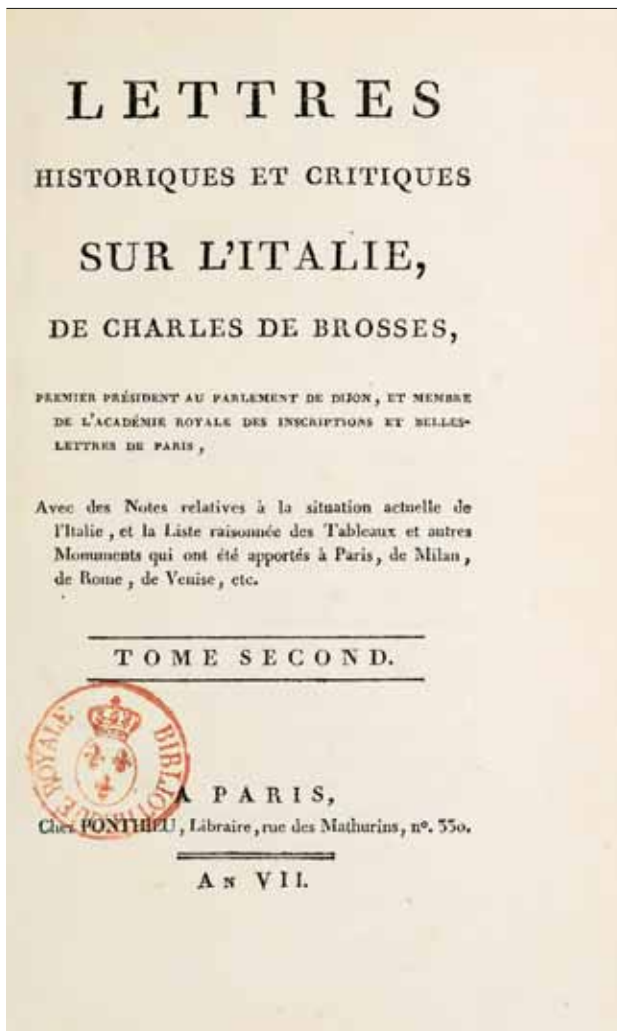 LETTRES
HISTORIQUES ET CRITIQUES
SUR L'ITALIE,
DE CHARLES DE BROSSES,
PREMIER PRÉSIDENT AU PARLEMENT DE DIJON, ET MEMBRE
DE L'ACADÉMIE ROYALE DES INSCRIPTIONS ET BELLES-
LETTRES DE PARIS,
Avec des Notes relatives à la situation actuelle de
l'Italie, et la Liste raisonnée des Tableaux et autres
Monuments qui ont été apportés à Paris, de Milan,
de Rome, de Venise, etc.
TOME SECOND.
BIBLIOTHEQUE ROYALE
A PARIS,
Chez PONTHIEU, Libraire, rue des Mathurins, nº. 330.
AN VII.